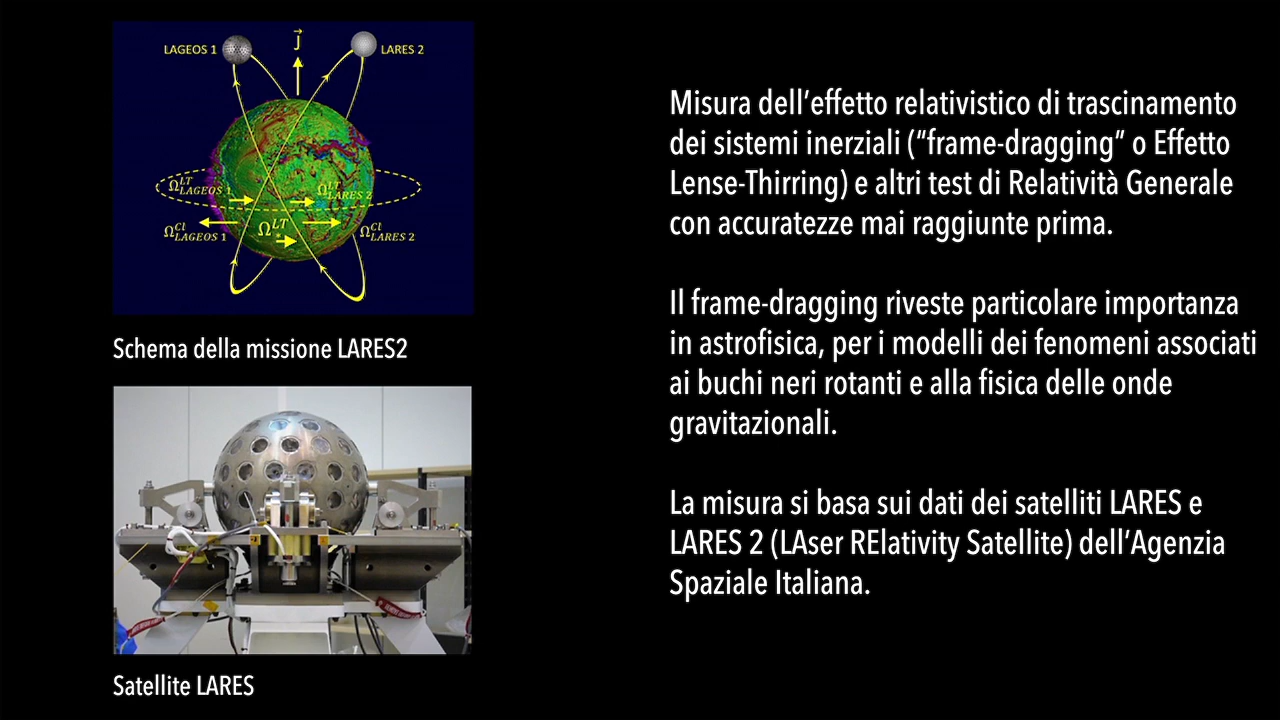 LAGEOS 1
J
LARES 2
Ω^LT_LAGEOS 1
Ω^LT_LARES 2
Ω^Cl_LAGEOS 1
Ω^LT
Ω^Cl_LARES 2
Schema della missione LARES2
Satellite LARES
Misura dell’effetto relativistico di trascinamento
dei sistemi inerziali (“frame-dragging” o Effetto
Lense-Thirring) e altri test di Relatività Generale
con accuratezze mai raggiunte prima.
Il frame-dragging riveste particolare importanza
in astrofisica, per i modelli dei fenomeni associati
ai buchi neri rotanti e alla fisica delle onde
gravitazionali.
La misura si basa sui dati dei satelliti LARES e
LARES 2 (LAser RElativity Satellite) dell’Agenzia
Spaziale Italiana.